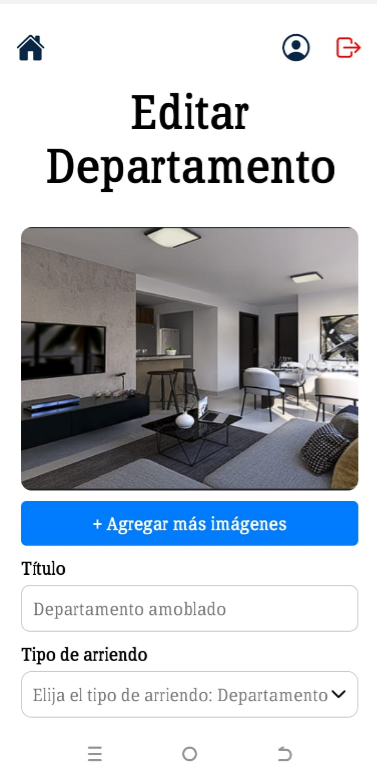 Editar
Departamento
+ Agregar más imágenes
Título
Departamento amoblado
Tipo de arriendo
Elija el tipo de arriendo: Departamento